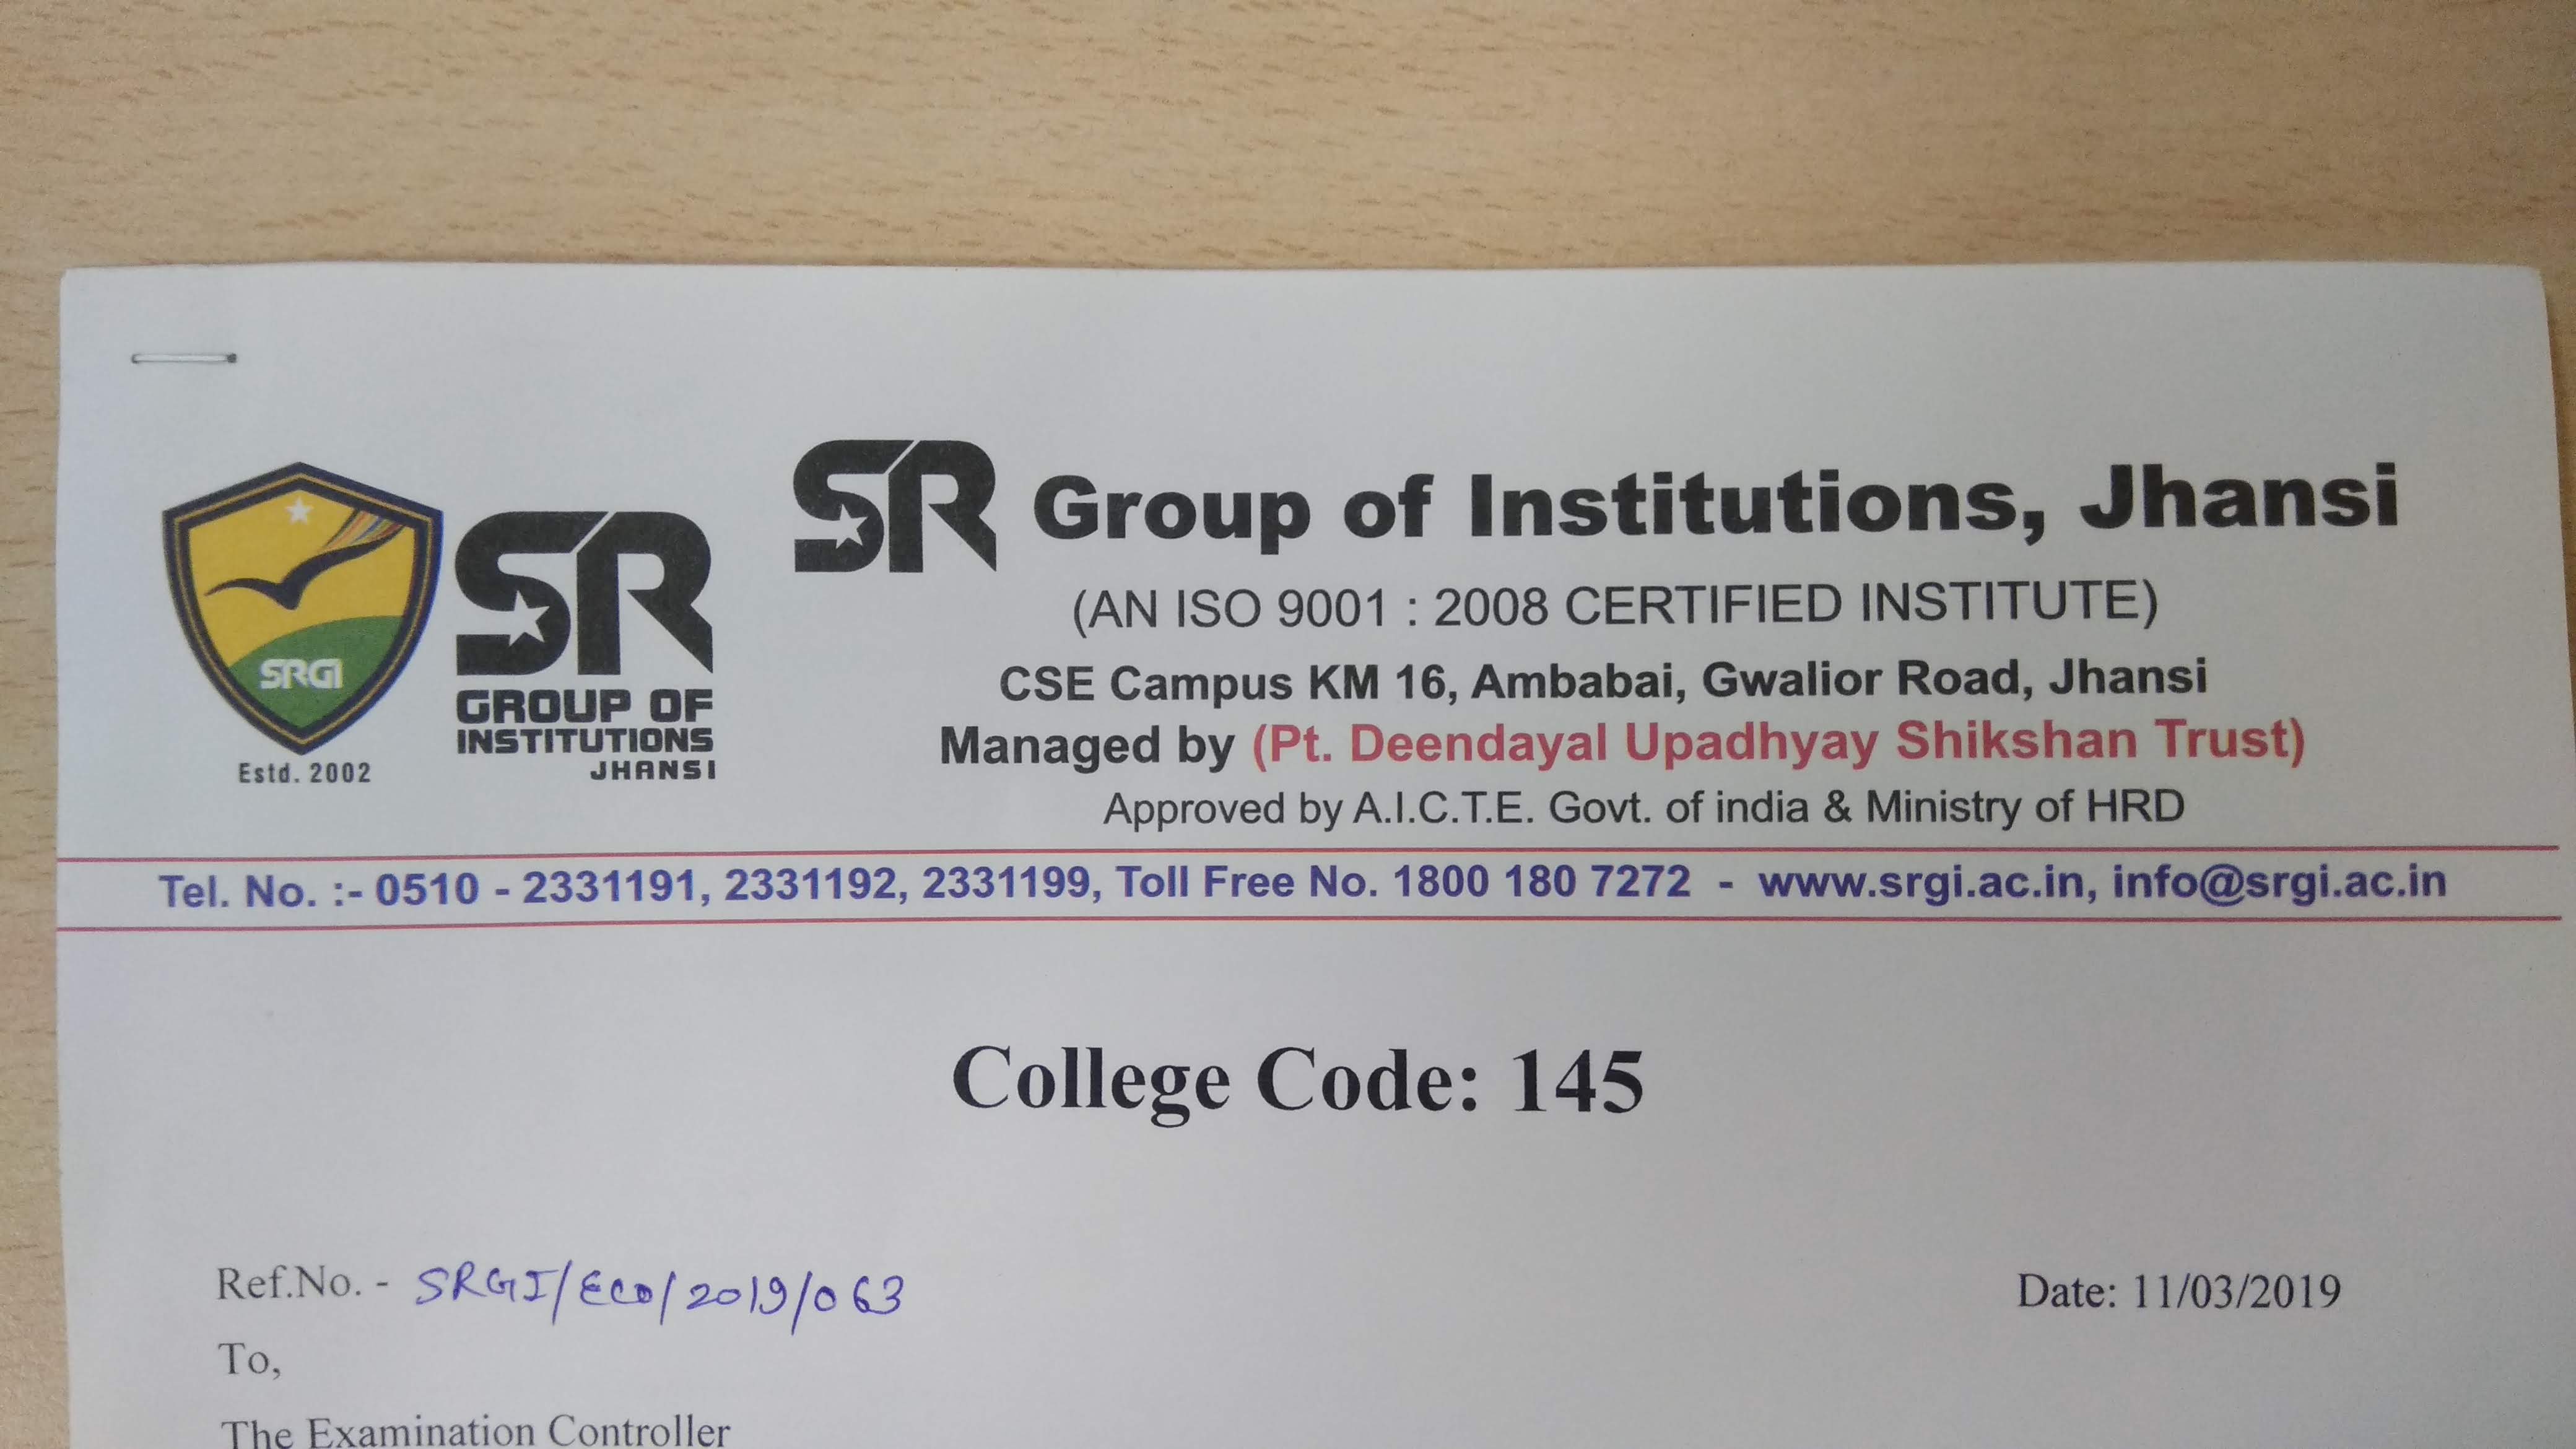 SR Group of Institutions, Jhansi
(AN ISO 9001 : 2008 CERTIFIED INSTITUTE)
CSE Campus KM 16, Ambabai, Gwalior Road, Jhansi
Managed by (Pt. Deendayal Upadhyay Shikshan Trust)
Approved by A.I.C.T.E. Govt. of india & Ministry of HRD
SRGI
Estd. 2002
SR
GROUP OF
INSTITUTIONS
JHANSI
Tel. No. :- 0510 - 2331191, 2331192, 2331199, Toll Free No. 1800 180 7272 - www.srgi.ac.in, info@srgi.ac.in
College Code: 145
Ref.No. - SRGI/ECO/2019/063
Date: 11/03/2019
To,
The Examination Controller